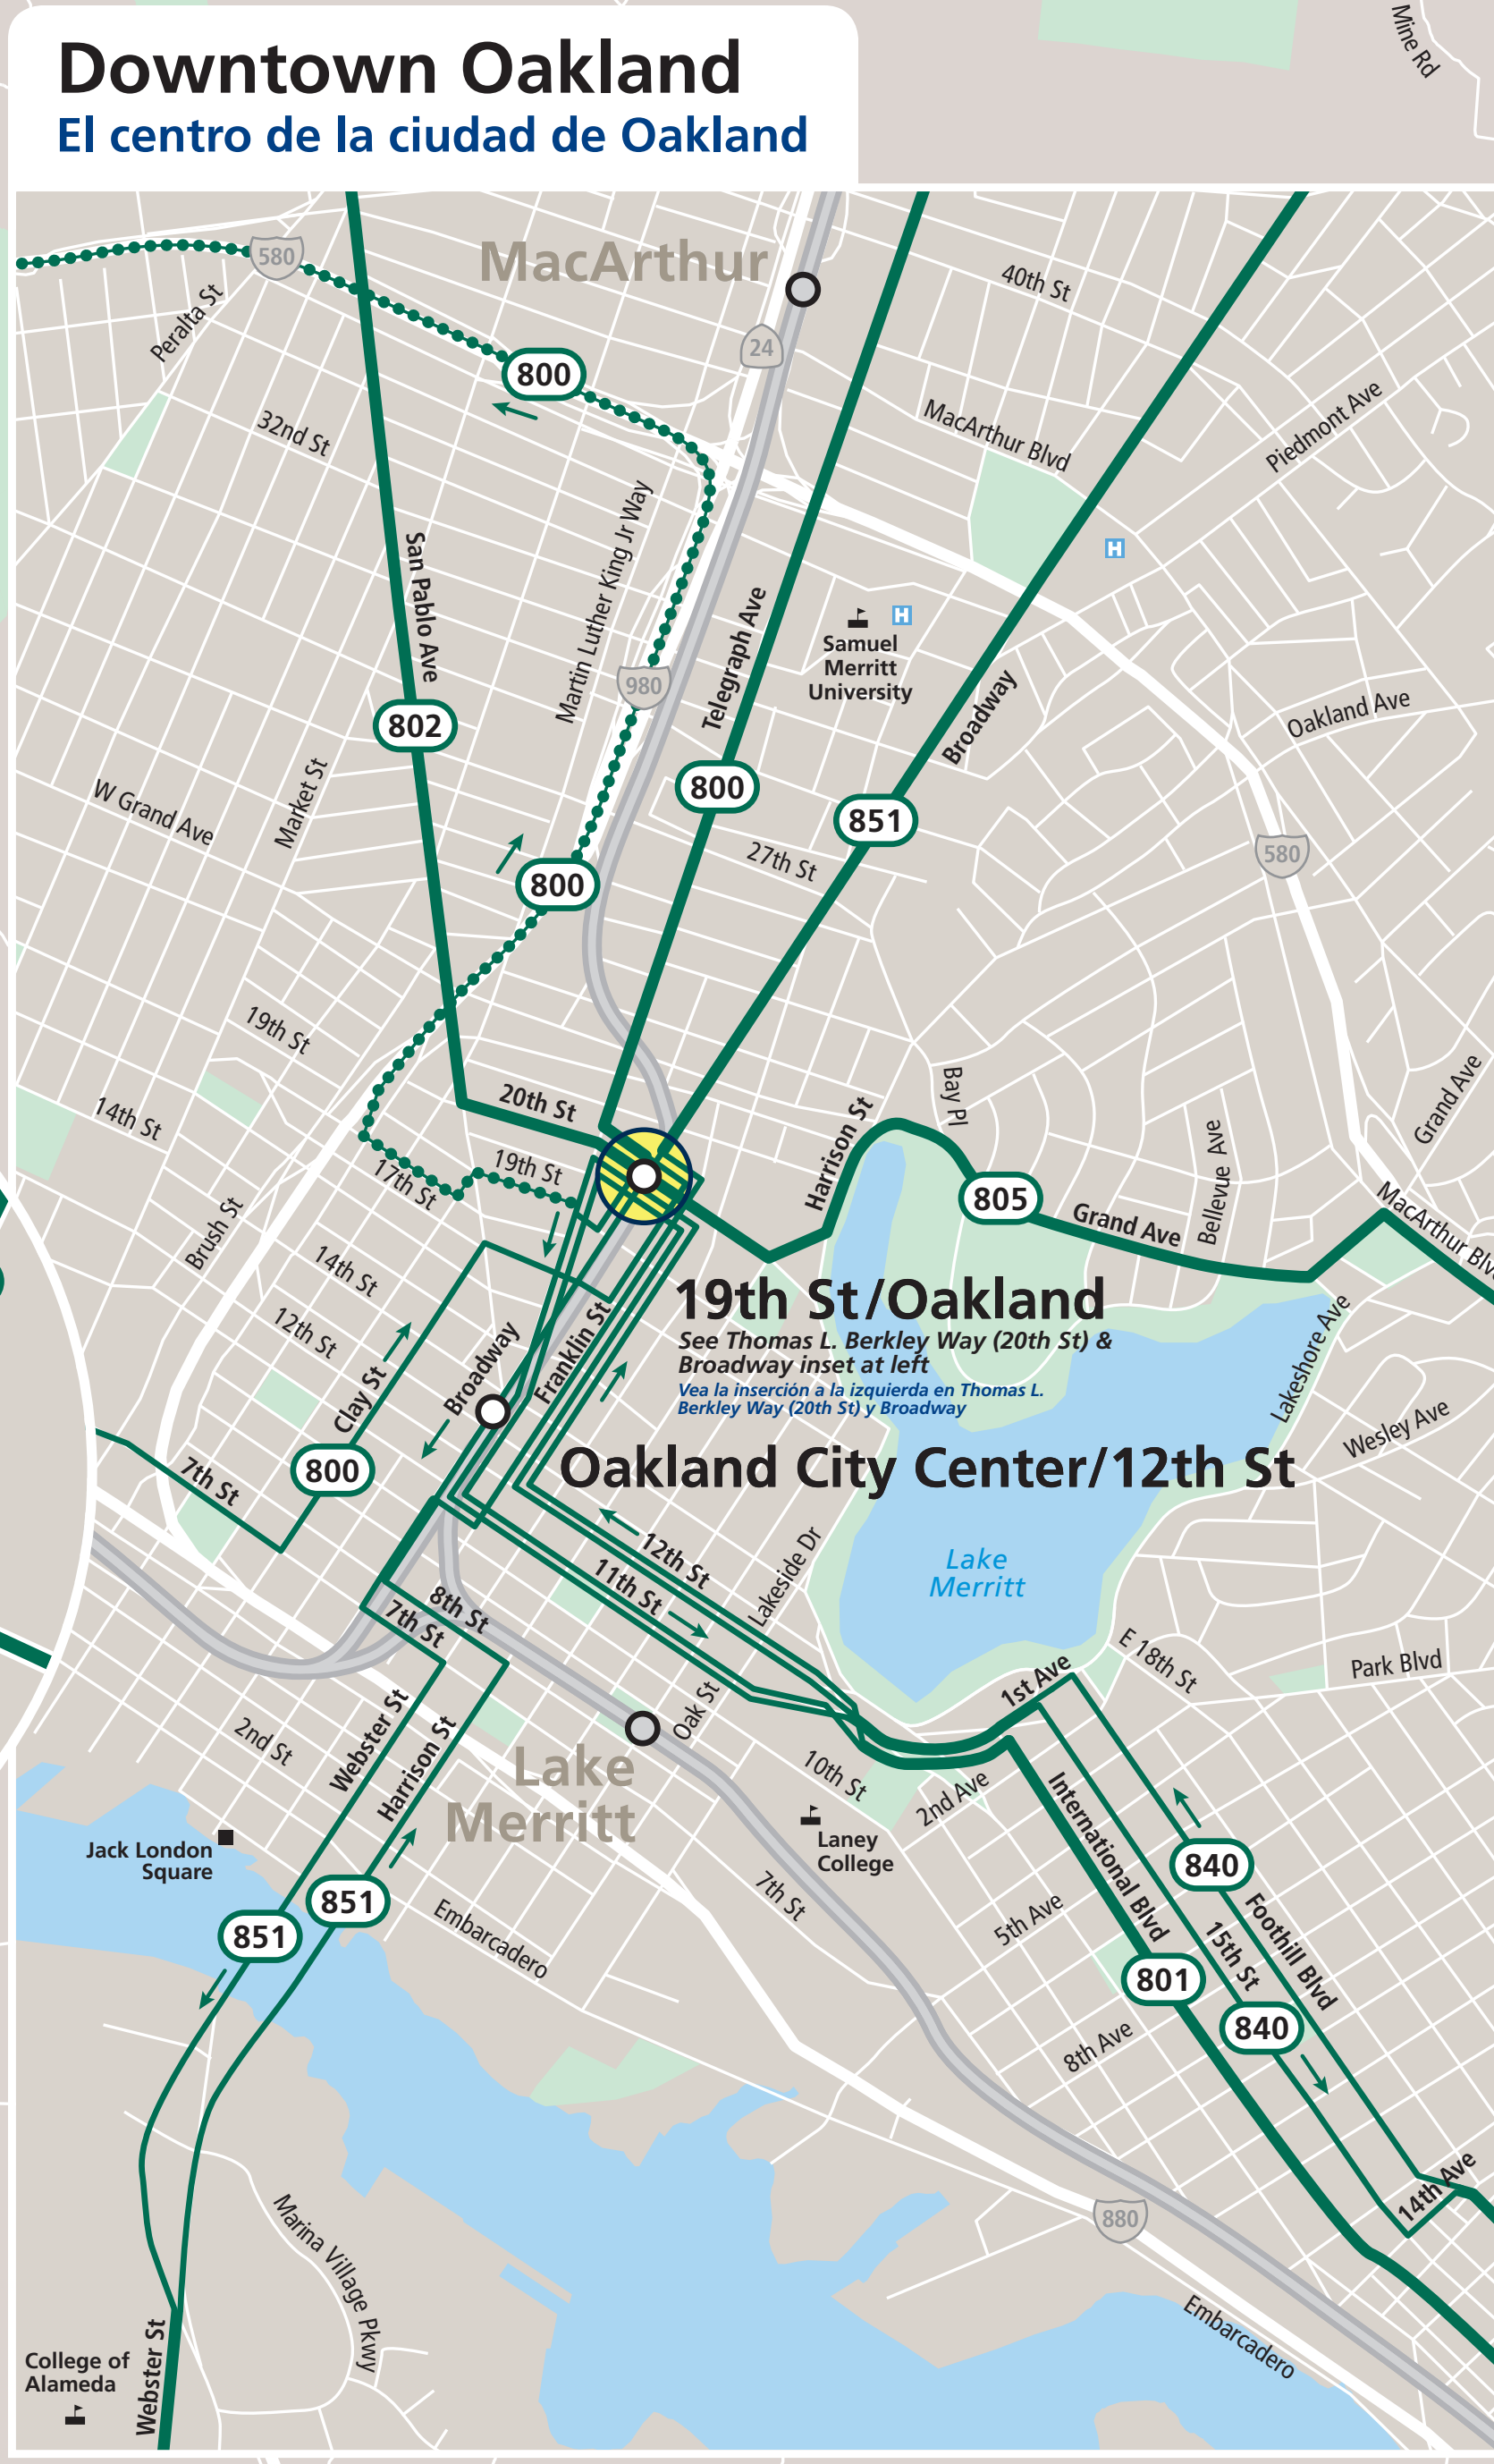 Downtown Oakland
El centro de la ciudad de Oakland
Mine Rd
580
MacArthur
40th St
Peralta St
24
800
32nd St
MacArthur Blvd
Piedmont Ave
San Pablo Ave
Martin Luther King Jr Way
H
H
Telegraph Ave
Samuel
Merritt
University
980
Broadway
Oakland Ave
802
W Grand Ave
Market St
800
851
27th St
580
800
19th St
14th St
20th St
Bay Pl
Grand Ave
Harrison St
Bellevue Ave
17th St
19th St
805
Grand Ave
MacArthur Blvd
Brush St
14th St
12th St
19th St/Oakland
See Thomas L. Berkley Way (20th St) &
Broadway inset at left
Vea la inserción a la izquierda en Thomas L.
Berkley Way (20th St) y Broadway
Clay St
Broadway
Franklin St
Lakeshore Ave
Wesley Ave
Oakland City Center/12th St
7th St
800
12th St
11th St
Lakeside Dr
Lake
Merritt
8th St
7th St
1st Ave
E 18th St
Park Blvd
Oak St
2nd St
Webster St
Harrison St
Lake
Merritt
10th St
2nd Ave
Jack London
Square
Laney
College
International Blvd
840
851
851
Embarcadero
7th St
5th Ave
15th St
Foothill Blvd
801
840
8th Ave
14th Ave
880
Marina Village Pkwy
Embarcadero
College of
Alameda
Webster St